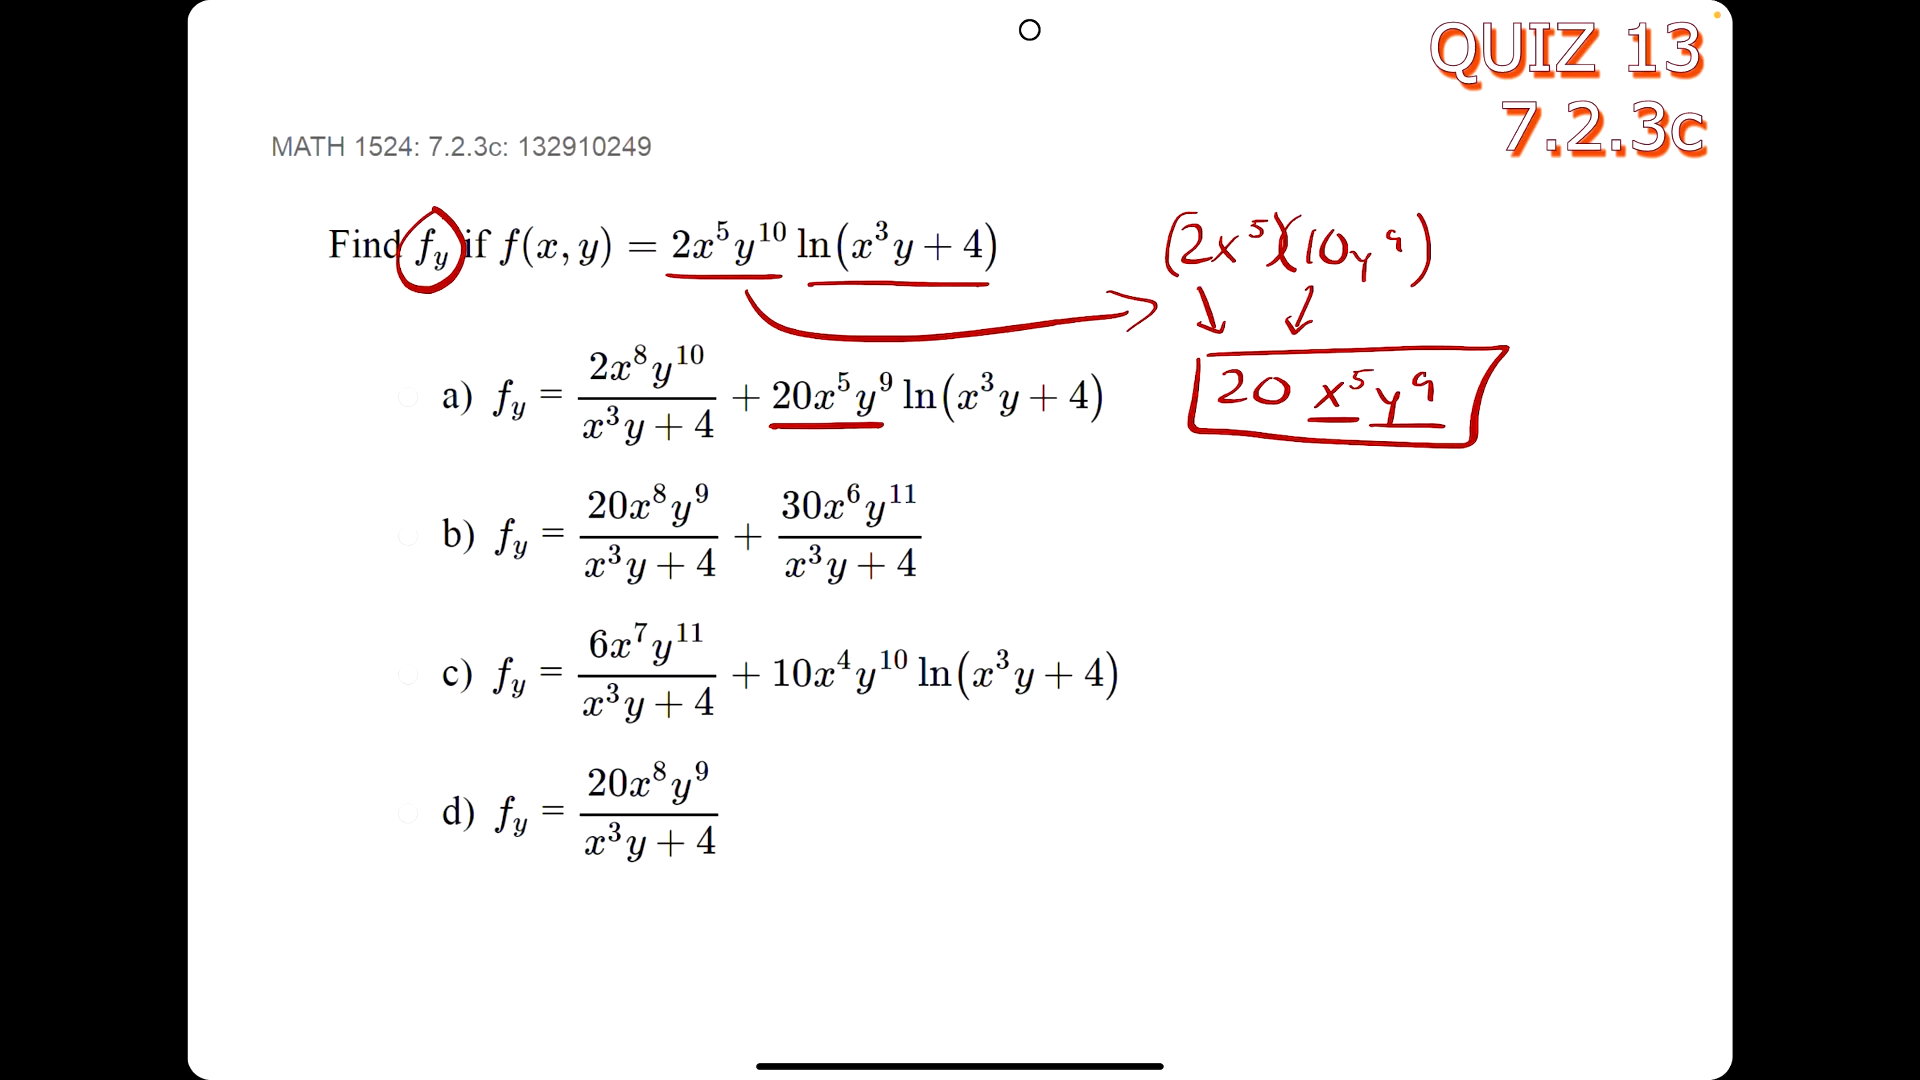 QUIZ 13
7.2.3c
MATH 1524: 7.2.3c: 132910249
Find f_y if f(x, y) = 2x^5y^10 ln(x^3y + 4)
(2x^5)(10y^9)
20 x^5 y^9
a) f_y = 2x^8y^10 / (x^3y + 4) + 20x^5y^9 ln(x^3y + 4)
b) f_y = 20x^8y^9 / (x^3y + 4) + 30x^6y^11 / (x^3y + 4)
c) f_y = 6x^7y^11 / (x^3y + 4) + 10x^4y^10 ln(x^3y + 4)
d) f_y = 20x^8y^9 / (x^3y + 4)